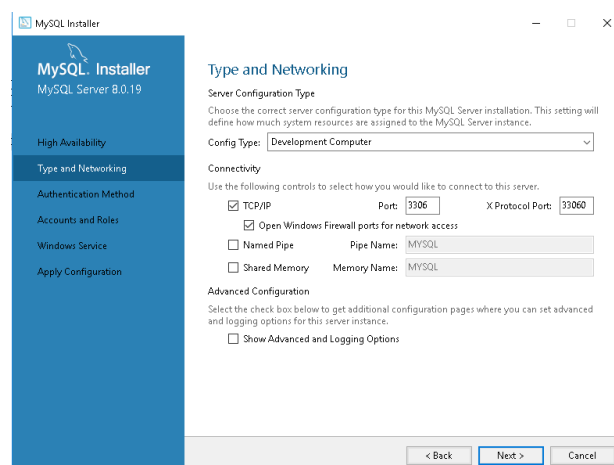 MySQL Installer
MySQL. Installer
MySQL Server 8.0.19
High Availability
Type and Networking
Authentication Method
Accounts and Roles
Windows Service
Apply Configuration
Type and Networking
Server Configuration Type
Choose the correct server configuration type for this MySQL Server installation. This setting will
define how much system resources are assigned to the MySQL Server instance.
Config Type: Development Computer
Connectivity
Use the following controls to select how you would like to connect to this server.
TCP/IP Port: 3306 X Protocol Port: 33060
Open Windows Firewall ports for network access
Named Pipe Pipe Name: MYSQL
Shared Memory Memory Name: MYSQL
Advanced Configuration
Select the check box below to get additional configuration pages where you can set advanced
and logging options for this server instance.
Show Advanced and Logging Options
< Back Next > Cancel